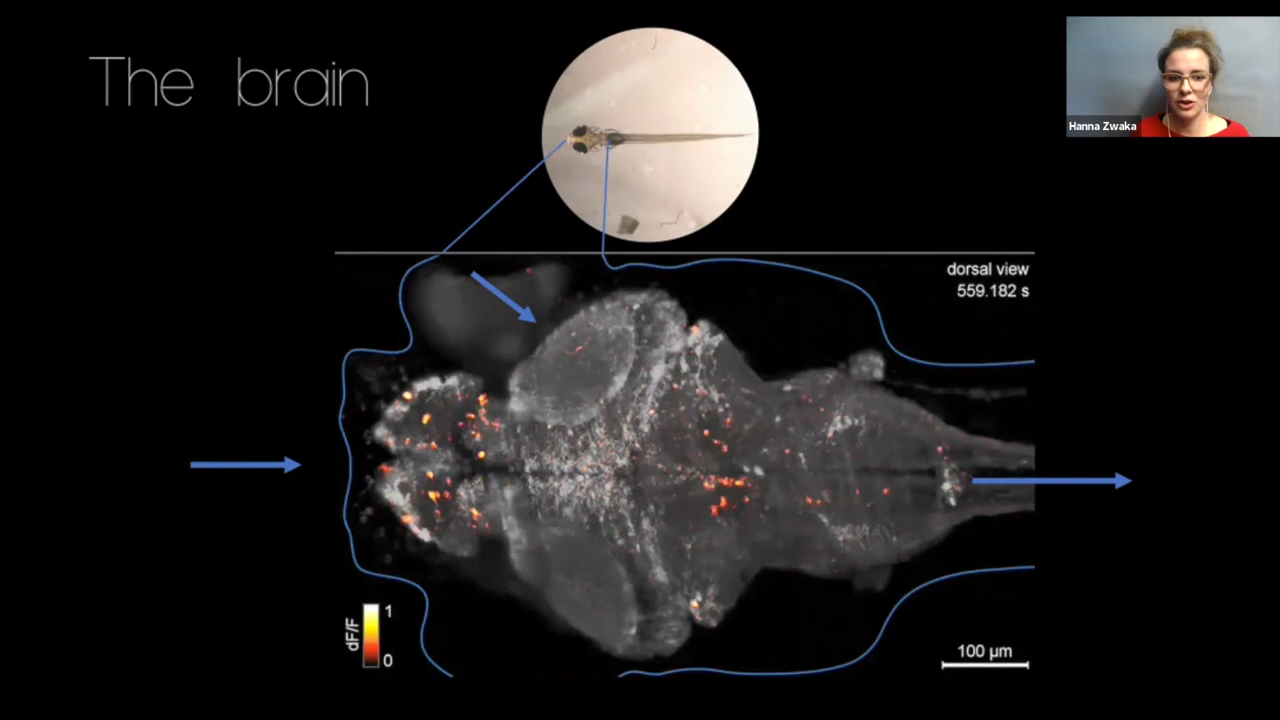 The brain
Hanna Zwaka
dorsal view
559.182 s
dF/F
1
0
100 µm